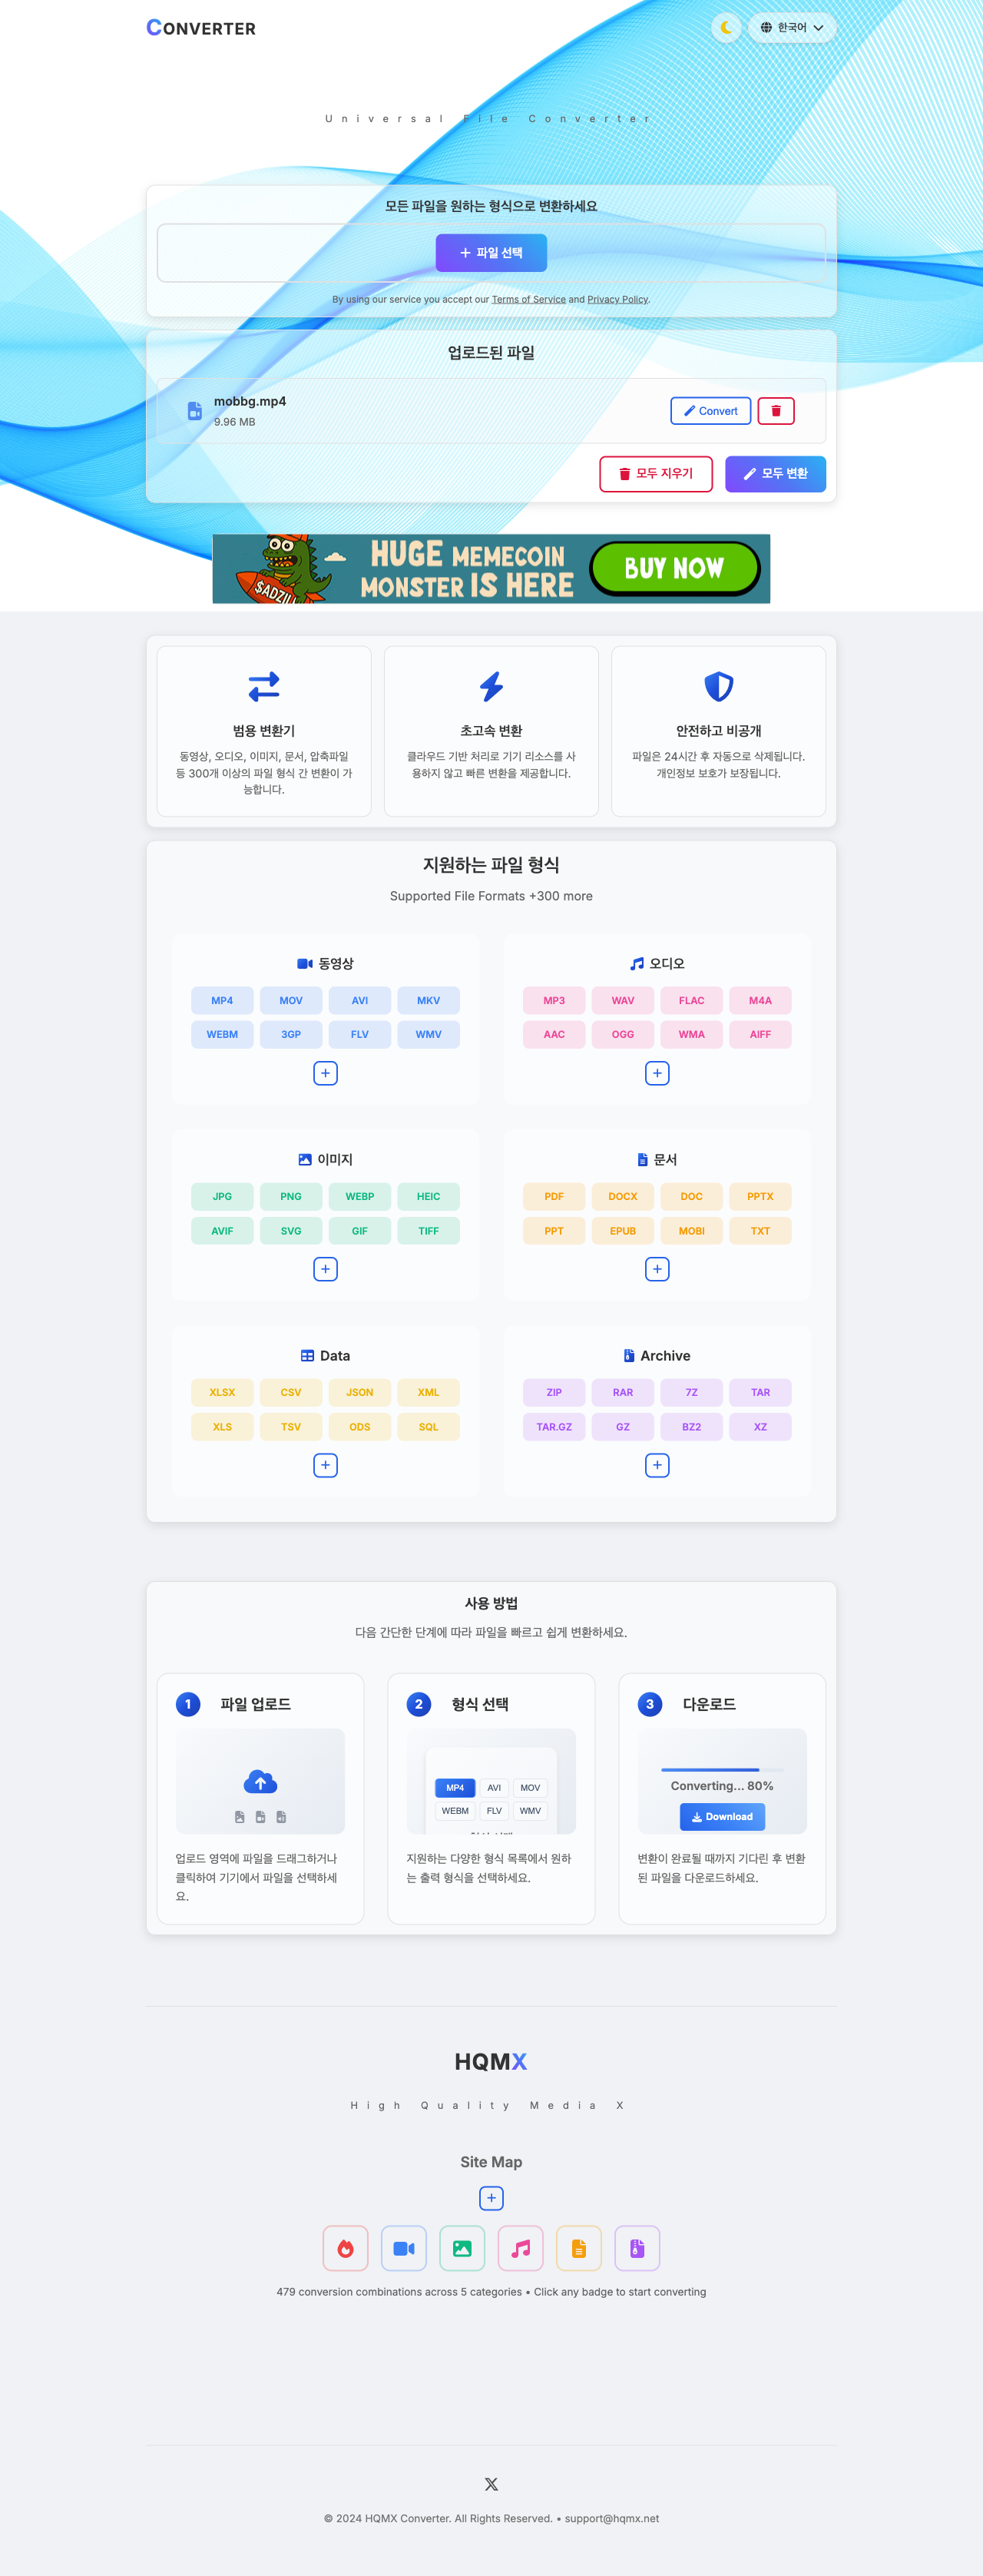 CONVERTER
한국어
Universal File Converter
모든 파일을 원하는 형식으로 변환하세요
파일 선택
By using our service you accept our Terms of Service and Privacy Policy.
업로드된 파일
mobbg.mp4
9.96 MB
Convert
모두 지우기
모두 변환
$ADZILL
HUGE MEMECOIN
MONSTER IS HERE
BUY NOW
범용 변환기
동영상, 오디오, 이미지, 문서, 압축파일
등 300개 이상의 파일 형식 간 변환이 가
능합니다.
초고속 변환
클라우드 기반 처리로 기기 리소스를 사
용하지 않고 빠른 변환을 제공합니다.
안전하고 비공개
파일은 24시간 후 자동으로 삭제됩니다.
개인정보 보호가 보장됩니다.
지원하는 파일 형식
Supported File Formats +300 more
동영상
MP4 MOV AVI MKV
WEBM 3GP FLV WMV
오디오
MP3 WAV FLAC M4A
AAC OGG WMA AIFF
이미지
JPG PNG WEBP HEIC
AVIF SVG GIF TIFF
문서
PDF DOCX DOC PPTX
PPT EPUB MOBI TXT
Data
XLSX CSV JSON XML
XLS TSV ODS SQL
Archive
ZIP RAR 7Z TAR
TAR.GZ GZ BZ2 XZ
사용 방법
다음 간단한 단계에 따라 파일을 빠르고 쉽게 변환하세요.
1 파일 업로드
업로드 영역에 파일을 드래그하거나
클릭하여 기기에서 파일을 선택하세
요.
2 형식 선택
MP4 AVI MOV
WEBM FLV WMV
지원하는 다양한 형식 목록에서 원하
는 출력 형식을 선택하세요.
3 다운로드
Converting... 80%
Download
변환이 완료될 때까지 기다린 후 변환
된 파일을 다운로드하세요.
HQMX
High Quality Media X
Site Map
479 conversion combinations across 5 categories • Click any badge to start converting
© 2024 HQMX Converter. All Rights Reserved. • support@hqmx.net